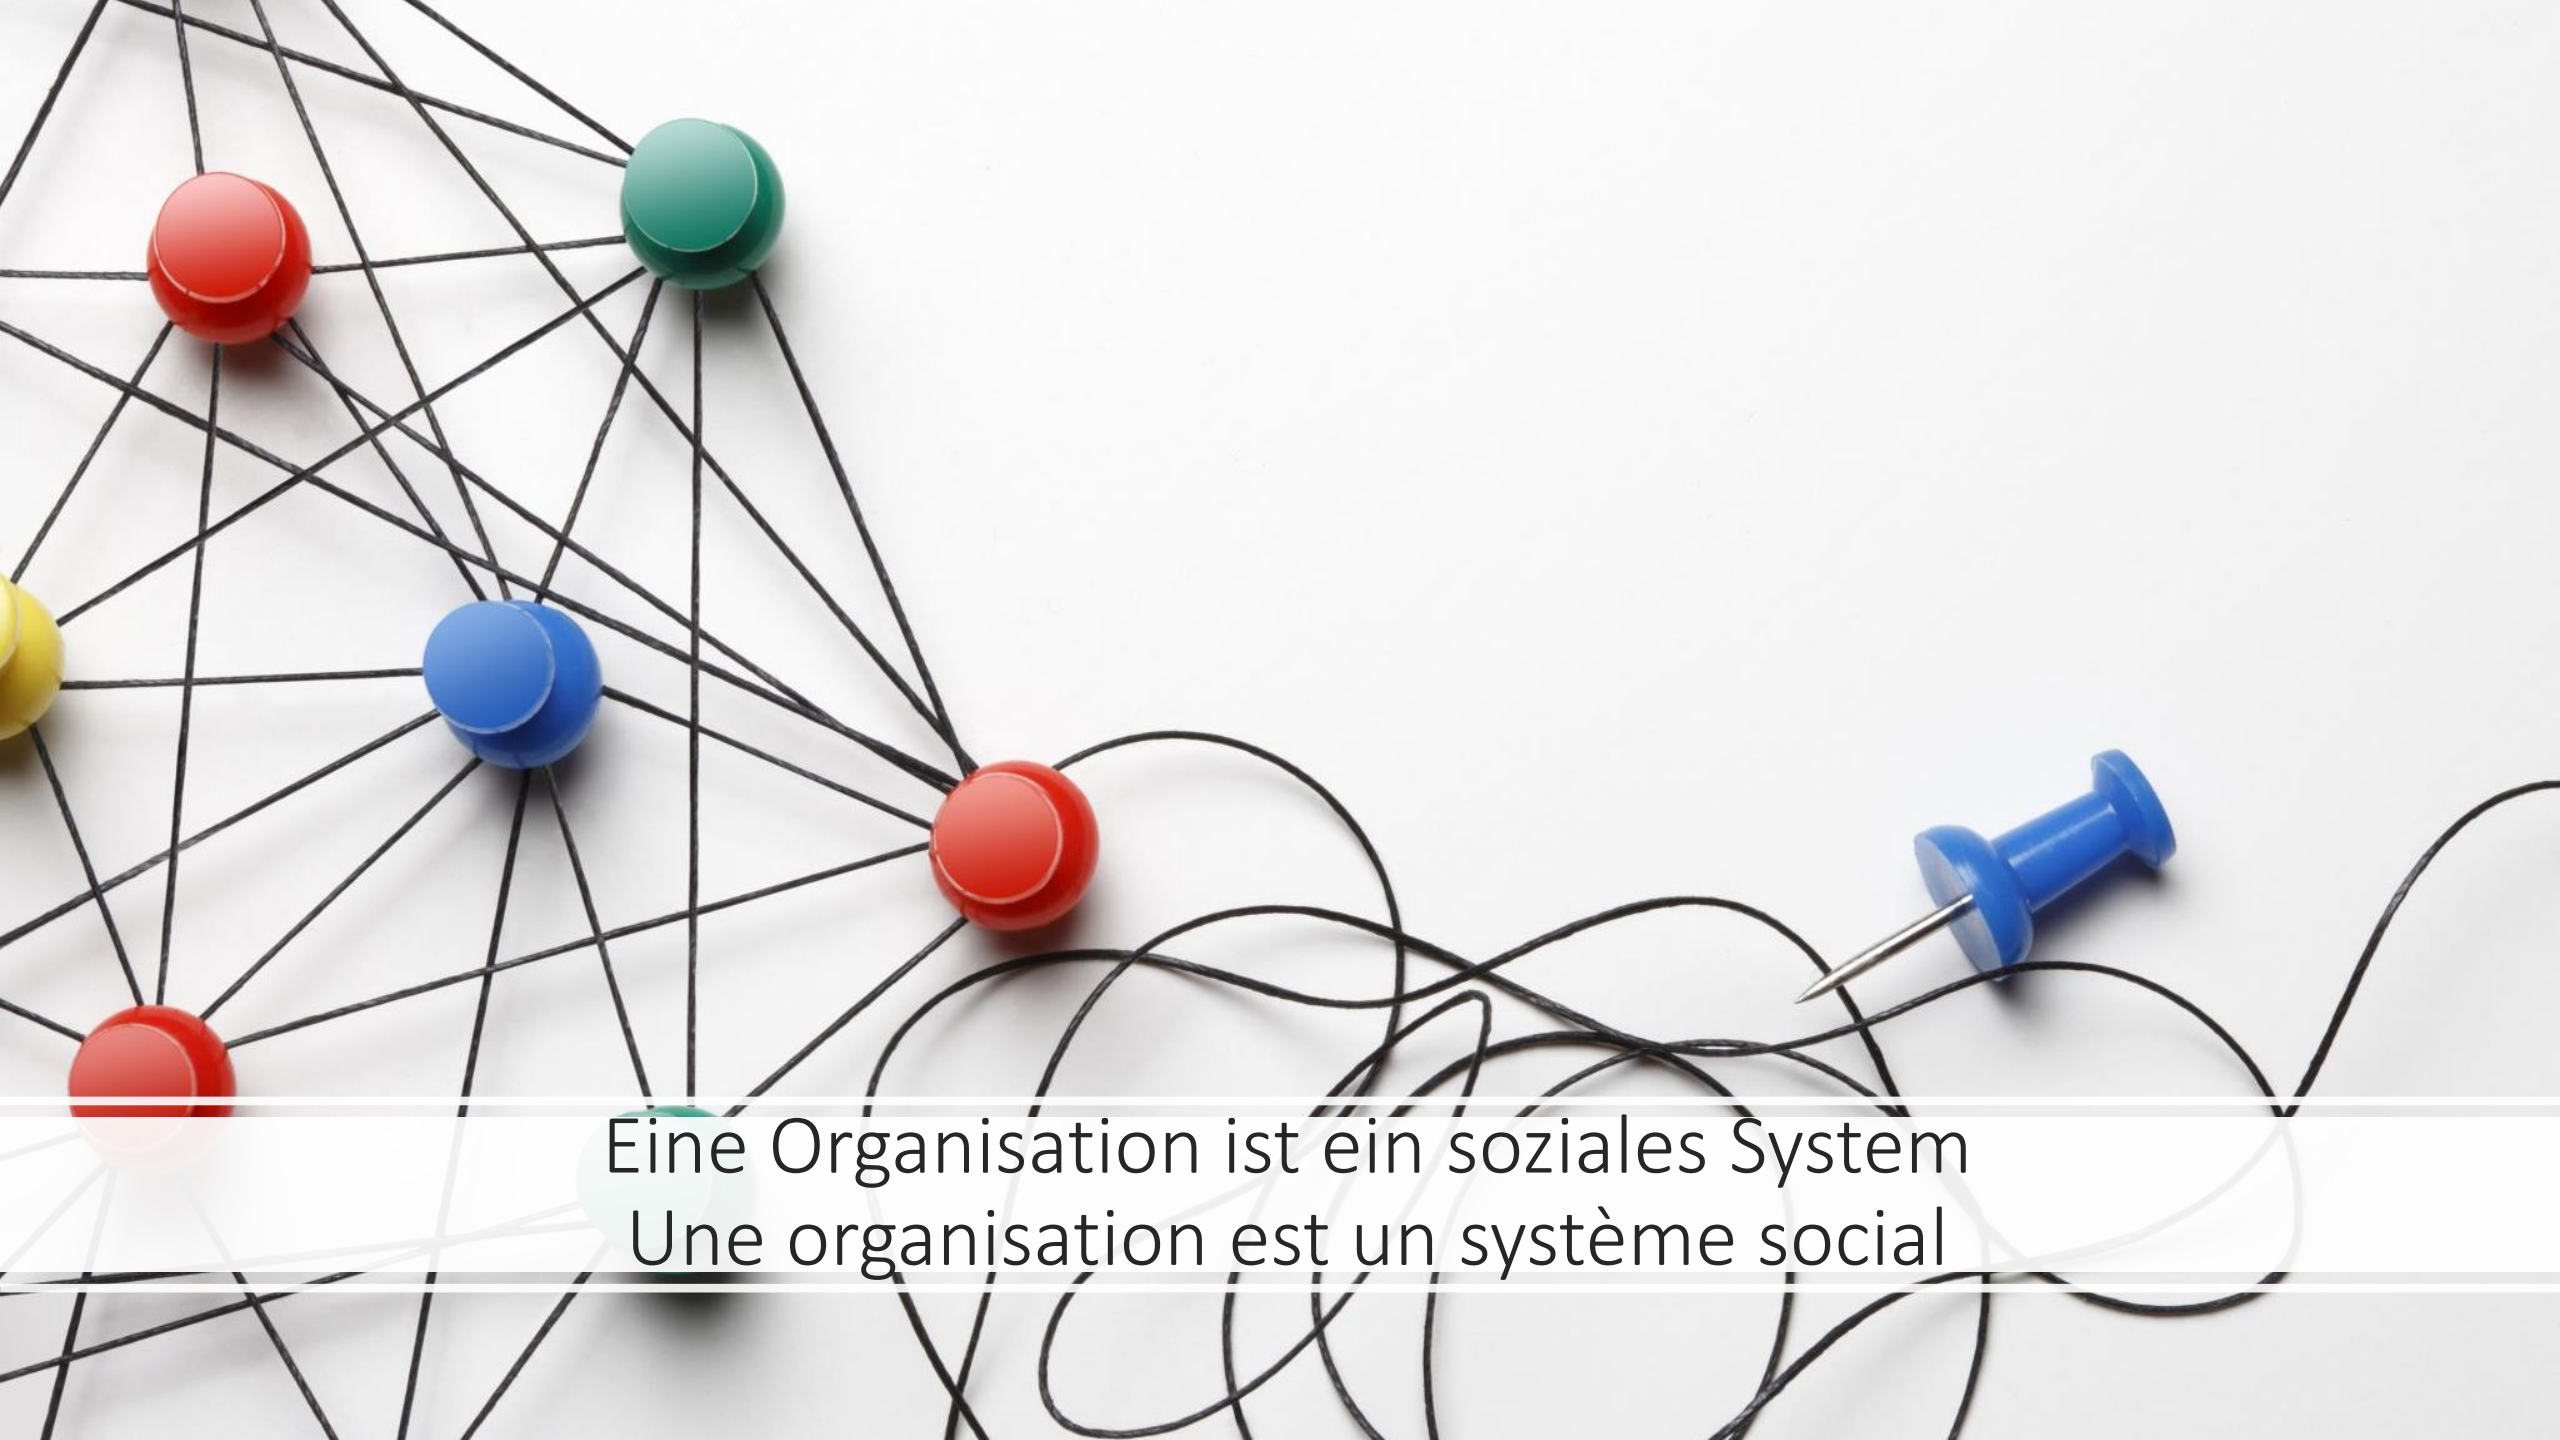 Eine Organisation ist ein soziales System
Une organisation est un système social